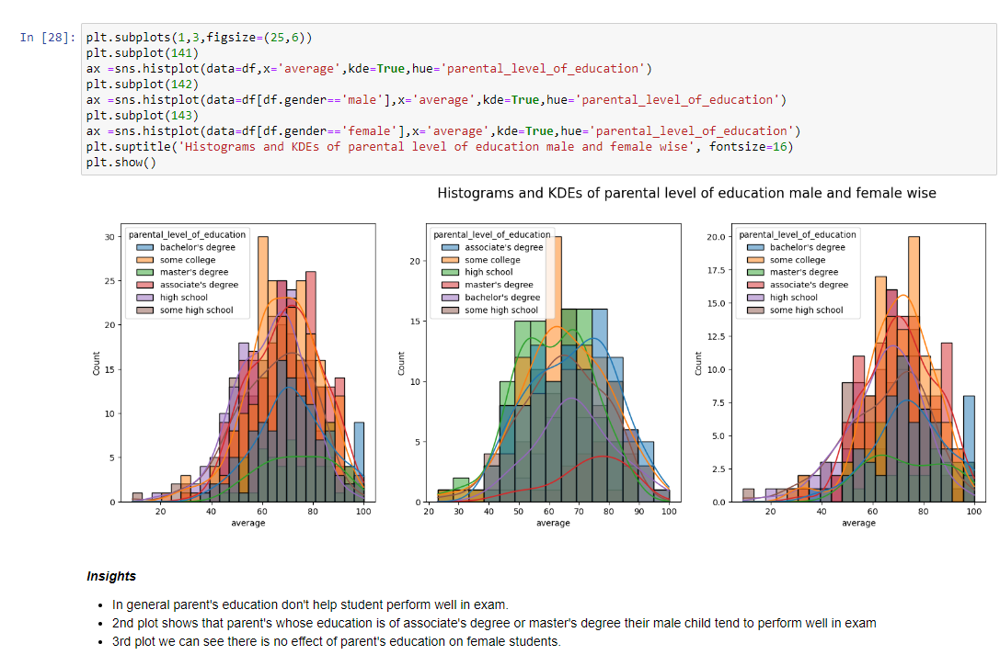 In [28]: plt.subplots(1,3,figsize=(25,6))
plt.subplot(141)
ax =sns.histplot(data=df,x='average',kde=True,hue='parental_level_of_education')
plt.subplot(142)
ax =sns.histplot(data=df[df.gender=='male'],x='average',kde=True,hue='parental_level_of_education')
plt.subplot(143)
ax =sns.histplot(data=df[df.gender=='female'],x='average',kde=True,hue='parental_level_of_education')
plt.suptitle('Histograms and KDEs of parental level of education male and female wise', fontsize=16)
plt.show()
Histograms and KDEs of parental level of education male and female wise
parental_level_of_education
bachelor's degree
some college
master's degree
associate's degree
high school
some high school
30
25
20
15
10
5
0
Count
20 40 60 80 100
average
parental_level_of_education
associate's degree
some college
high school
master's degree
bachelor's degree
some high school
20
15
10
5
0
Count
20 30 40 50 60 70 80 90 100
average
parental_level_of_education
bachelor's degree
some college
master's degree
associate's degree
high school
some high school
20.0
17.5
15.0
12.5
10.0
7.5
5.0
2.5
0.0
Count
20 40 60 80 100
average
Insights
• In general parent's education don't help student perform well in exam.
• 2nd plot shows that parent's whose education is of associate's degree or master's degree their male child tend to perform well in exam
• 3rd plot we can see there is no effect of parent's education on female students.